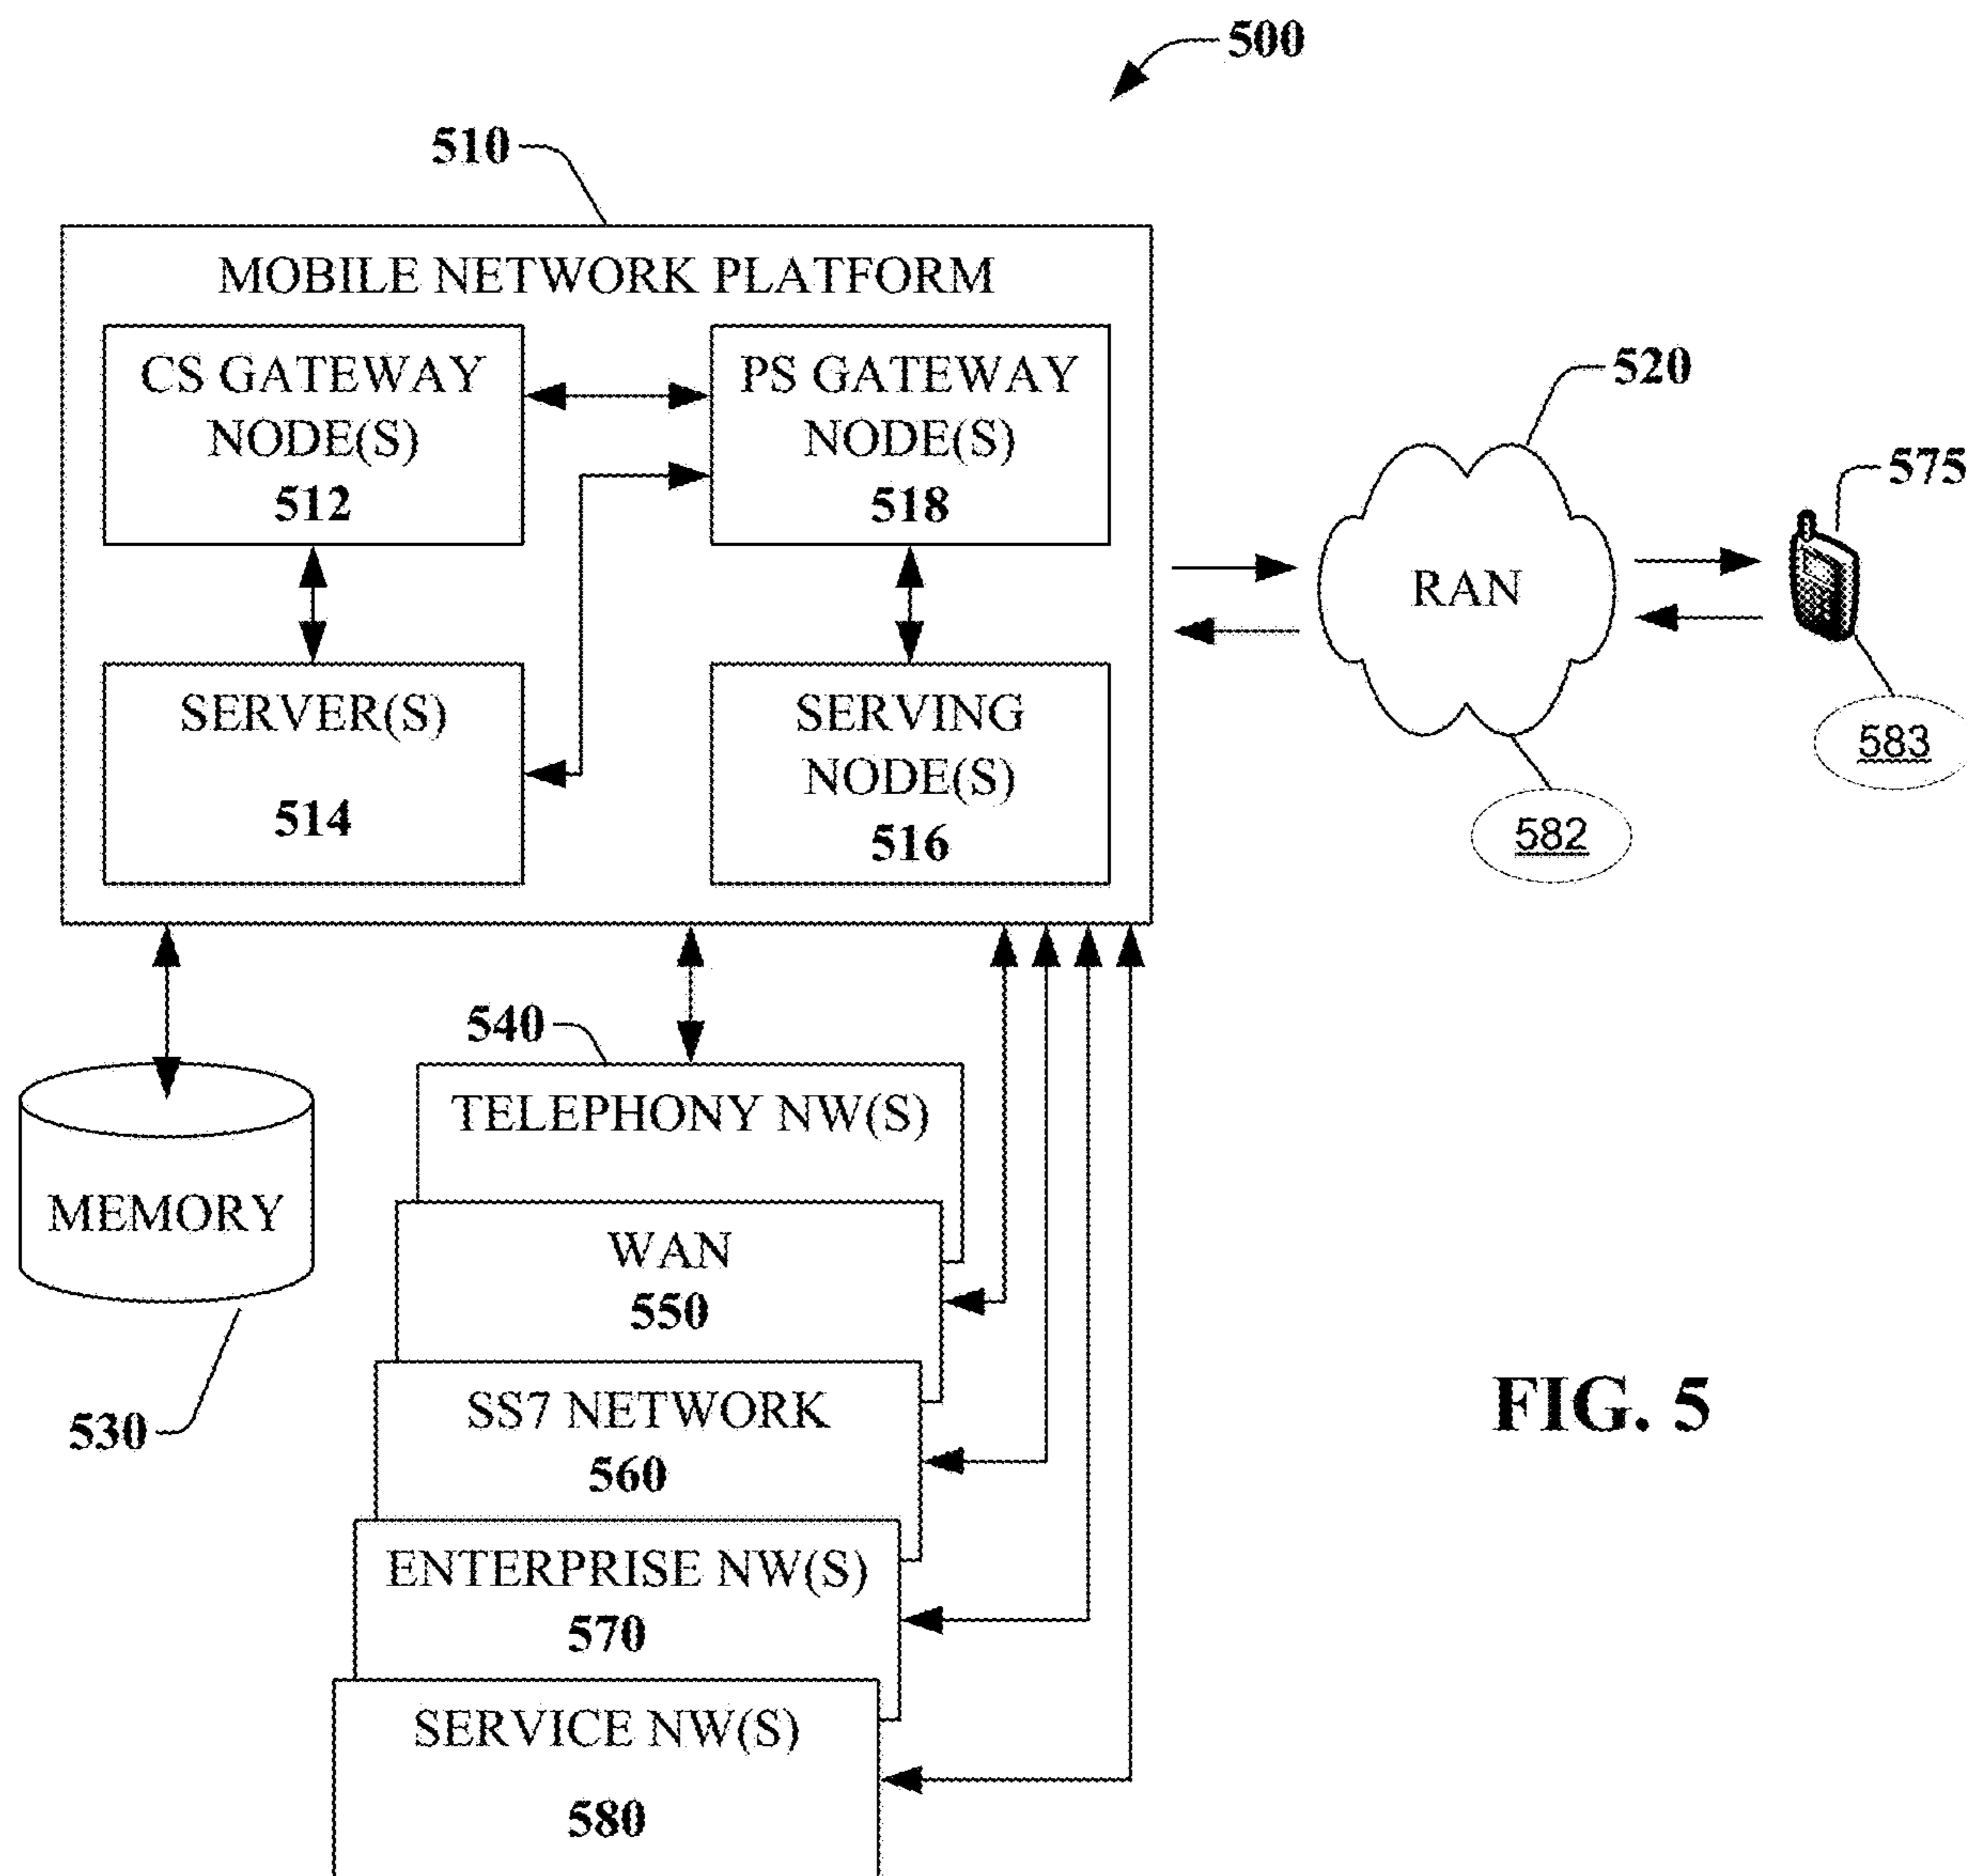 500
510
MOBILE NETWORK PLATFORM
CS GATEWAY
NODE(S)
512
PS GATEWAY
NODE(S)
518
SERVER(S)
514
SERVING
NODE(S)
516
520
RAN
575
583
582
540
TELEPHONY NW(S)
MEMORY
530
WAN
550
SS7 NETWORK
560
ENTERPRISE NW(S)
570
SERVICE NW(S)
580
FIG. 5